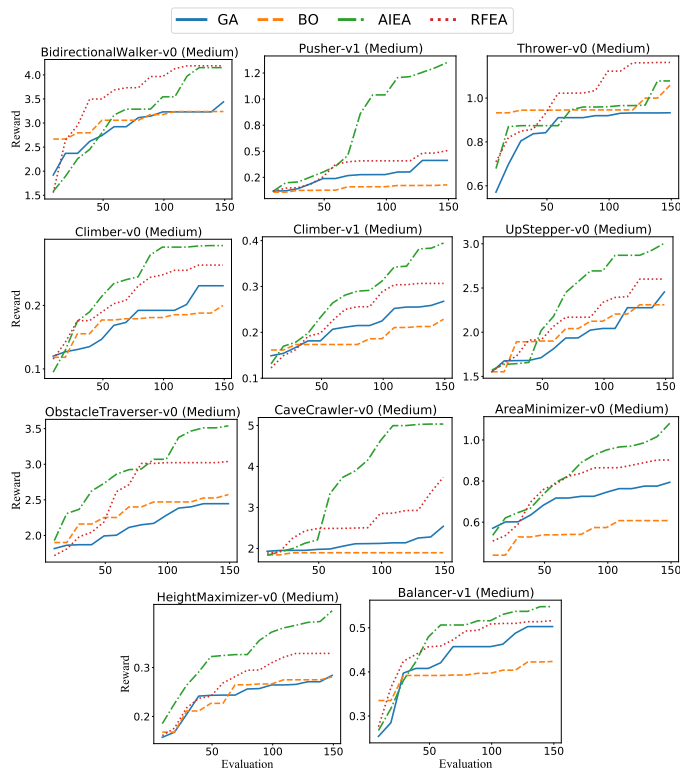 GA BO AIEA RFEA
BidirectionalWalker-v0 (Medium) Pusher-v1 (Medium) Thrower-v0 (Medium)
Reward
4.0
3.5
3.0
2.5
2.0
1.5
50 100 150
1.2
1.0
0.8
0.5
0.2
50 100 150
1.0
0.8
0.6
50 100 150
Climber-v0 (Medium) Climber-v1 (Medium) UpStepper-v0 (Medium)
Reward
0.2
0.1
50 100 150
0.4
0.3
0.2
0.1
50 100 150
3.0
2.5
2.0
1.5
50 100 150
ObstacleTraverser-v0 (Medium) CaveCrawler-v0 (Medium) AreaMinimizer-v0 (Medium)
Reward
3.5
3.0
2.5
2.0
50 100 150
5
4
3
2
50 100 150
1.0
0.8
0.6
50 100 150
HeightMaximizer-v0 (Medium) Balancer-v1 (Medium)
Reward
0.3
0.2
50 100 150
Evaluation
0.5
0.4
0.3
50 100 150
Evaluation